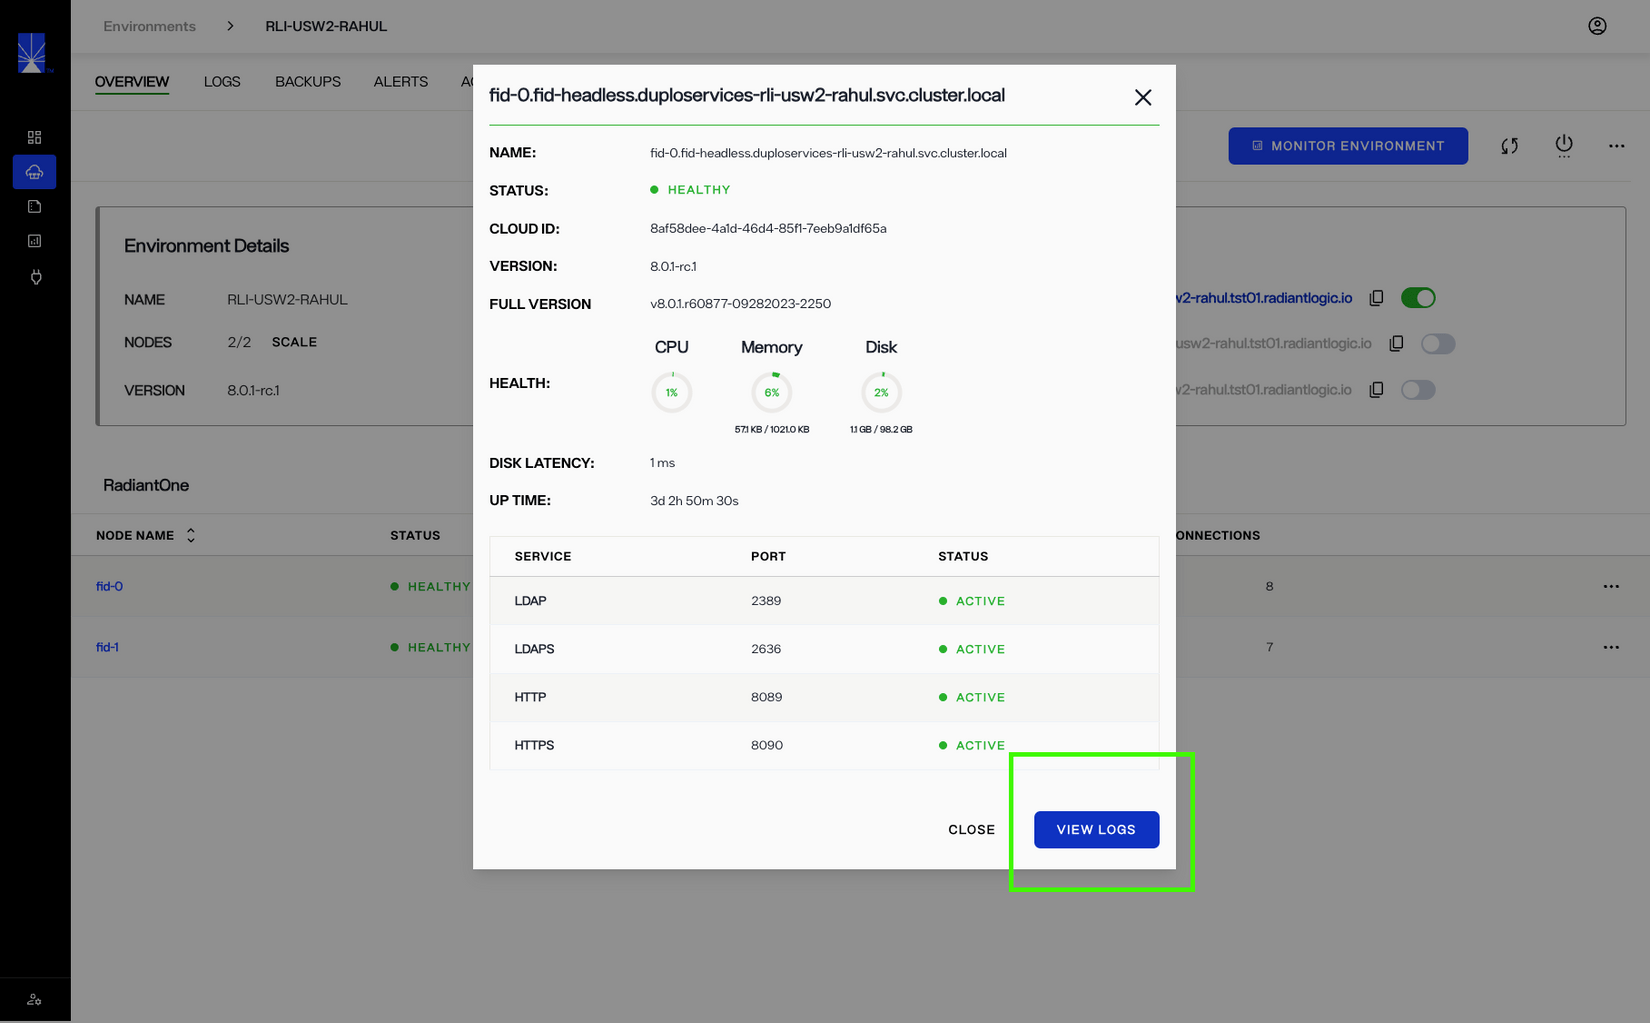 Environments > RLI-USW2-RAHUL
OVERVIEW LOGS BACKUPS ALERTS
MONITOR ENVIRONMENT
Environment Details
NAME RLI-USW2-RAHUL
NODES 2/2 SCALE
VERSION 8.0.1-rc.1
w2-rahul.tst01.radiantlogic.io
usw2-rahul.tst01.radiantlogic.io
w2-rahul.tst01.radiantlogic.io
RadiantOne
NODE NAME STATUS ONNECTIONS
fid-0 HEALTHY 8
fid-1 HEALTHY 7
fid-0.fid-headless.duploservices-rli-usw2-rahul.svc.cluster.local
NAME: fid-0.fid-headless.duploservices-rli-usw2-rahul.svc.cluster.local
STATUS: HEALTHY
CLOUD ID: 8af58dee-4a1d-46d4-85f1-7eeb9a1df65a
VERSION: 8.0.1-rc.1
FULL VERSION v8.0.1.r60877-09282023-2250
CPU Memory Disk
HEALTH: 1% 6% 2%
57.1 KB / 1021.0 KB 1.1 GB / 98.2 GB
DISK LATENCY: 1 ms
UP TIME: 3d 2h 50m 30s
SERVICE PORT STATUS
LDAP 2389 ACTIVE
LDAPS 2636 ACTIVE
HTTP 8089 ACTIVE
HTTPS 8090 ACTIVE
CLOSE VIEW LOGS